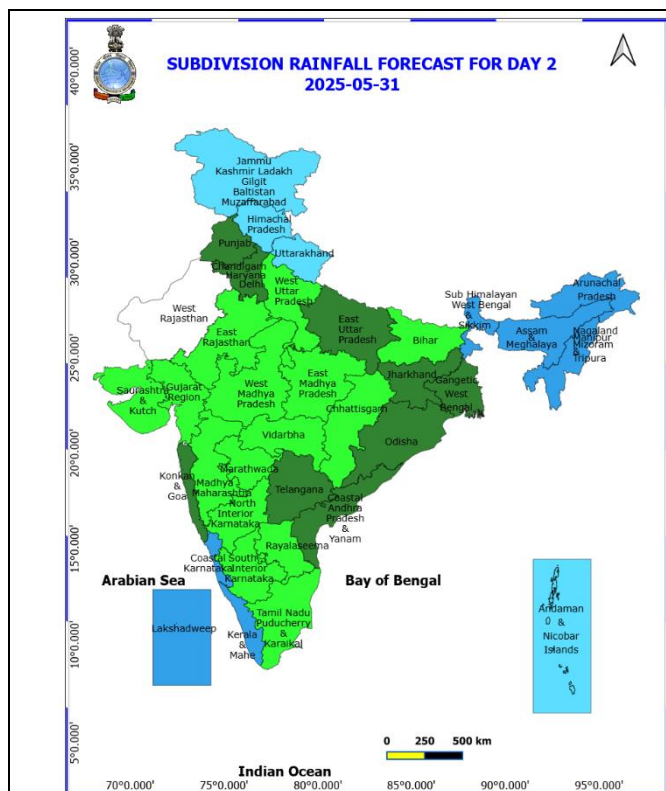 SUBDIVISION RAINFALL FORECAST FOR DAY 2
2025-05-31
40°0.000'
35°0.000'
30°0.000'
25°0.000'
20°0.000'
15°0.000'
10°0.000'
5°0.000'
Jammu
Kashmir Ladakh
Gilgit
Baltistan
Muzaffarabad
Himachal
Pradesh
Uttarakhand
Punjab
Chandigarh
Haryana
Delhi
West
Uttar
Pradesh
West
Rajasthan
East
Rajasthan
East
Uttar
Pradesh
Bihar
Sub Himalayan
West Bengal
&
Sikkim
Arunachal
Pradesh
Assam
&
Meghalaya
Nagaland
Manipur
Mizoram
&
Tripura
Saurashtra
&
Kutch
Gujarat
Region
West
Madhya
Pradesh
East
Madhya
Pradesh
Jharkhand
Gangetic
West
Bengal
Chhattisgarh
Odisha
Vidarbha
Konkan
&
Goa
Madhya
Maharashtra
Marathwada
Telangana
Coastal
Andhra
Pradesh
&
Yanam
North
Interior
Karnataka
Rayalaseema
Coastal
Karnataka
South
Interior
Karnataka
Arabian Sea
Bay of Bengal
Lakshadweep
Kerala
&
Mahe
Tamil Nadu
Puducherry
&
Karaikal
Andaman
&
Nicobar
Islands
0 250 500 km
Indian Ocean
70°0.000' 75°0.000' 80°0.000' 85°0.000' 90°0.000' 95°0.000'